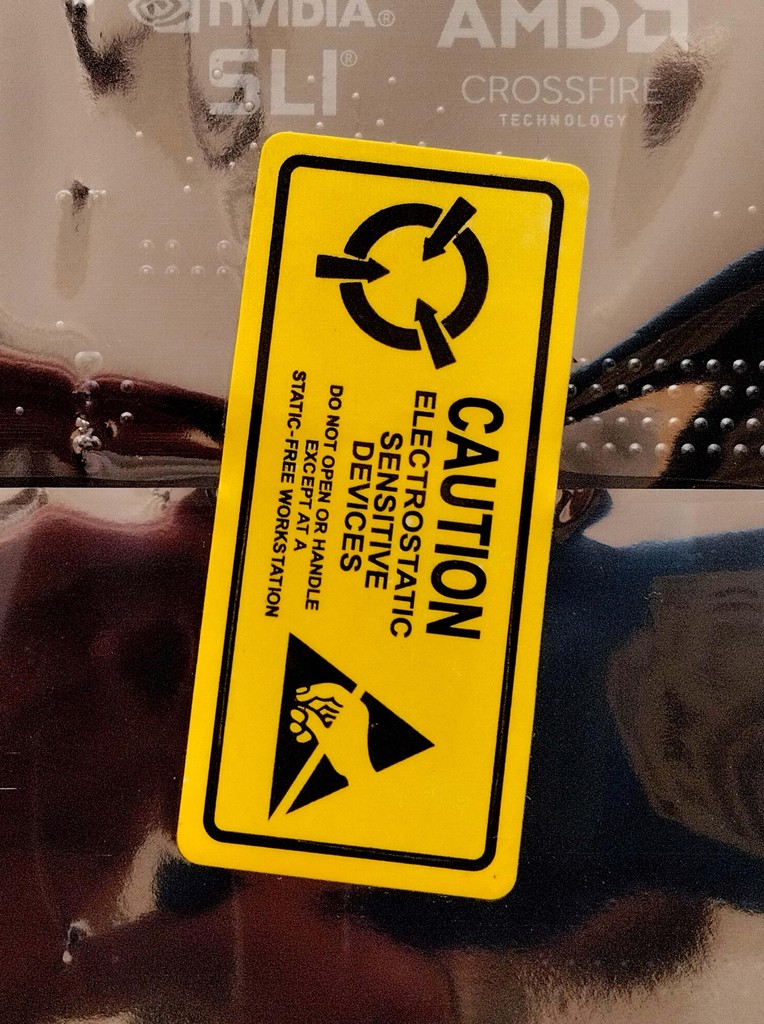 nVIDIA®
SLI®
AMD
CROSSFIRE
TECHNOLOGY
CAUTION
ELECTROSTATIC
SENSITIVE
DEVICES
DO NOT OPEN OR HANDLE
EXCEPT AT A
STATIC-FREE WORKSTATION